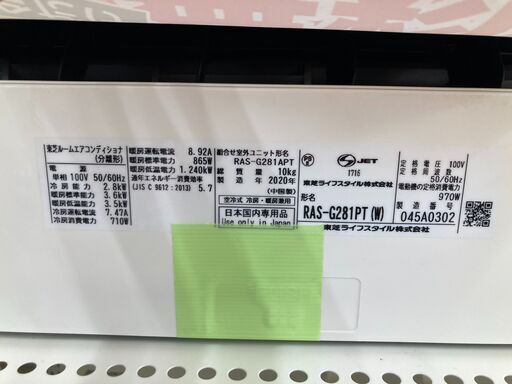 東芝ルームエアコンディショナ
(分離形)
電 源
単相 100V 50/60Hz
冷房能力 2.8kW
暖房標準能力 3.6kW
暖房低温能力 3.5kW
冷房運転電流 7.47A
冷房消費電力 710W
暖房運転電流 8.92A
暖房標準電力 865W
暖房低温電力 1.240kW
通年エネルギー消費効率
(JIS C 9612:2013) 5.7
組合せ室外ユニット形名
RAS-G281APT
総質量 10kg
製造年 2020年
(中国製)
空冷式 冷房・暖房兼用
日本国内専用品
Use only in Japan
PS E
JET
1716
東芝ライフスタイル株式会社
形名
RAS-G281PT(W)
東芝ライフスタイル株式会社
定格電圧 100V
定格周波数
50/60Hz
電動機の定格消費電力
970W
製造番号
045A0302